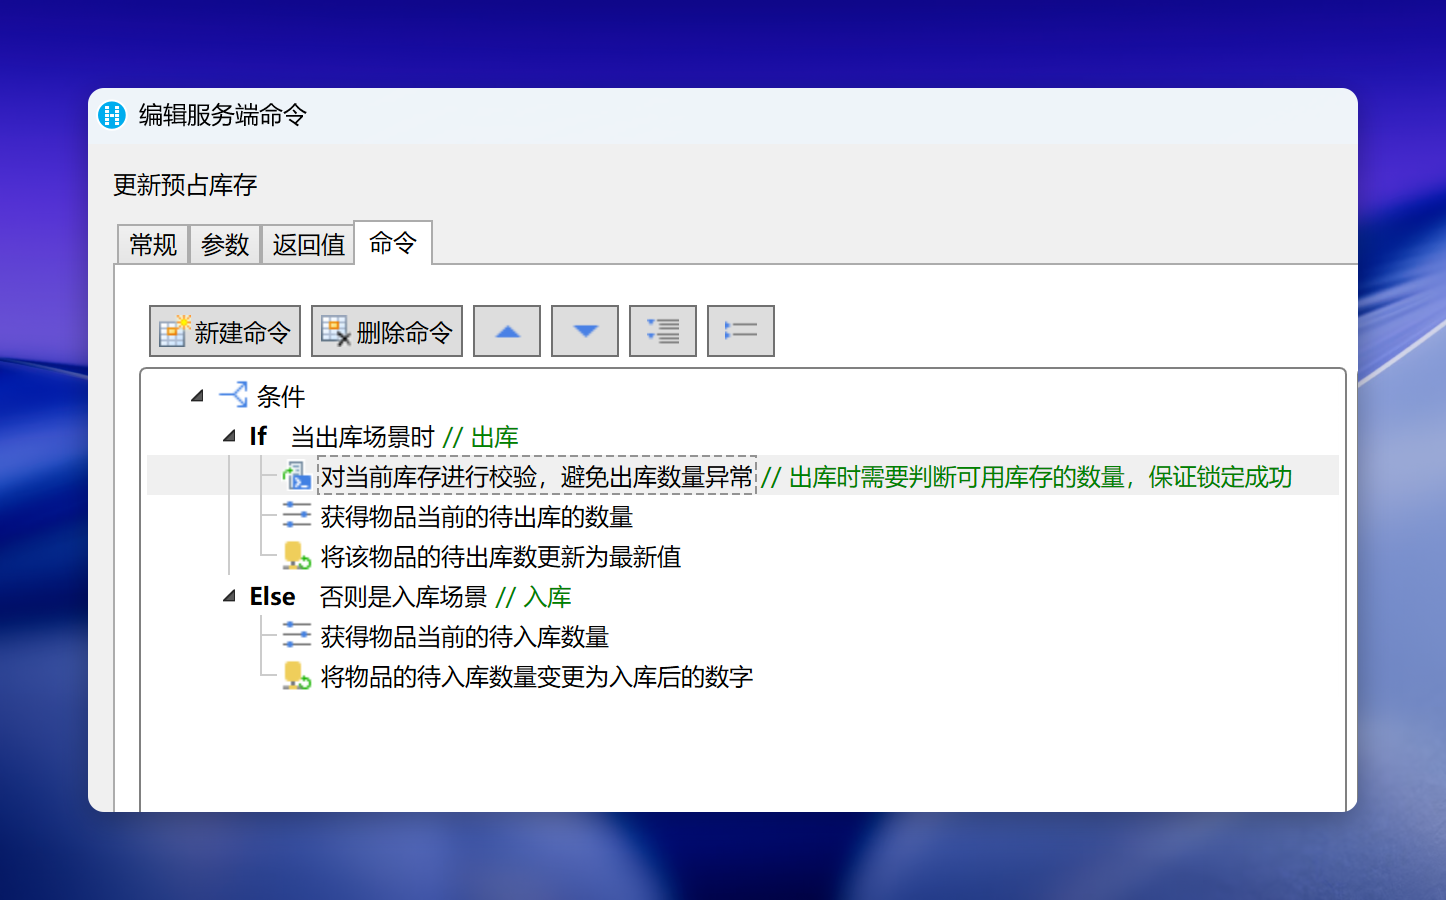 编辑服务端命令
更新预占库存
常规 参数 返回值 命令
新建命令 删除命令
条件
If 当出库场景时 // 出库
对当前库存进行校验，避免出库数量异常 // 出库时需要判断可用库存的数量，保证锁定成功
获得物品当前的待出库的数量
将该物品的待出库数更新为最新值
Else 否则是入库场景 // 入库
获得物品当前的待入库数量
将物品的待入库数量变更为入库后的数字